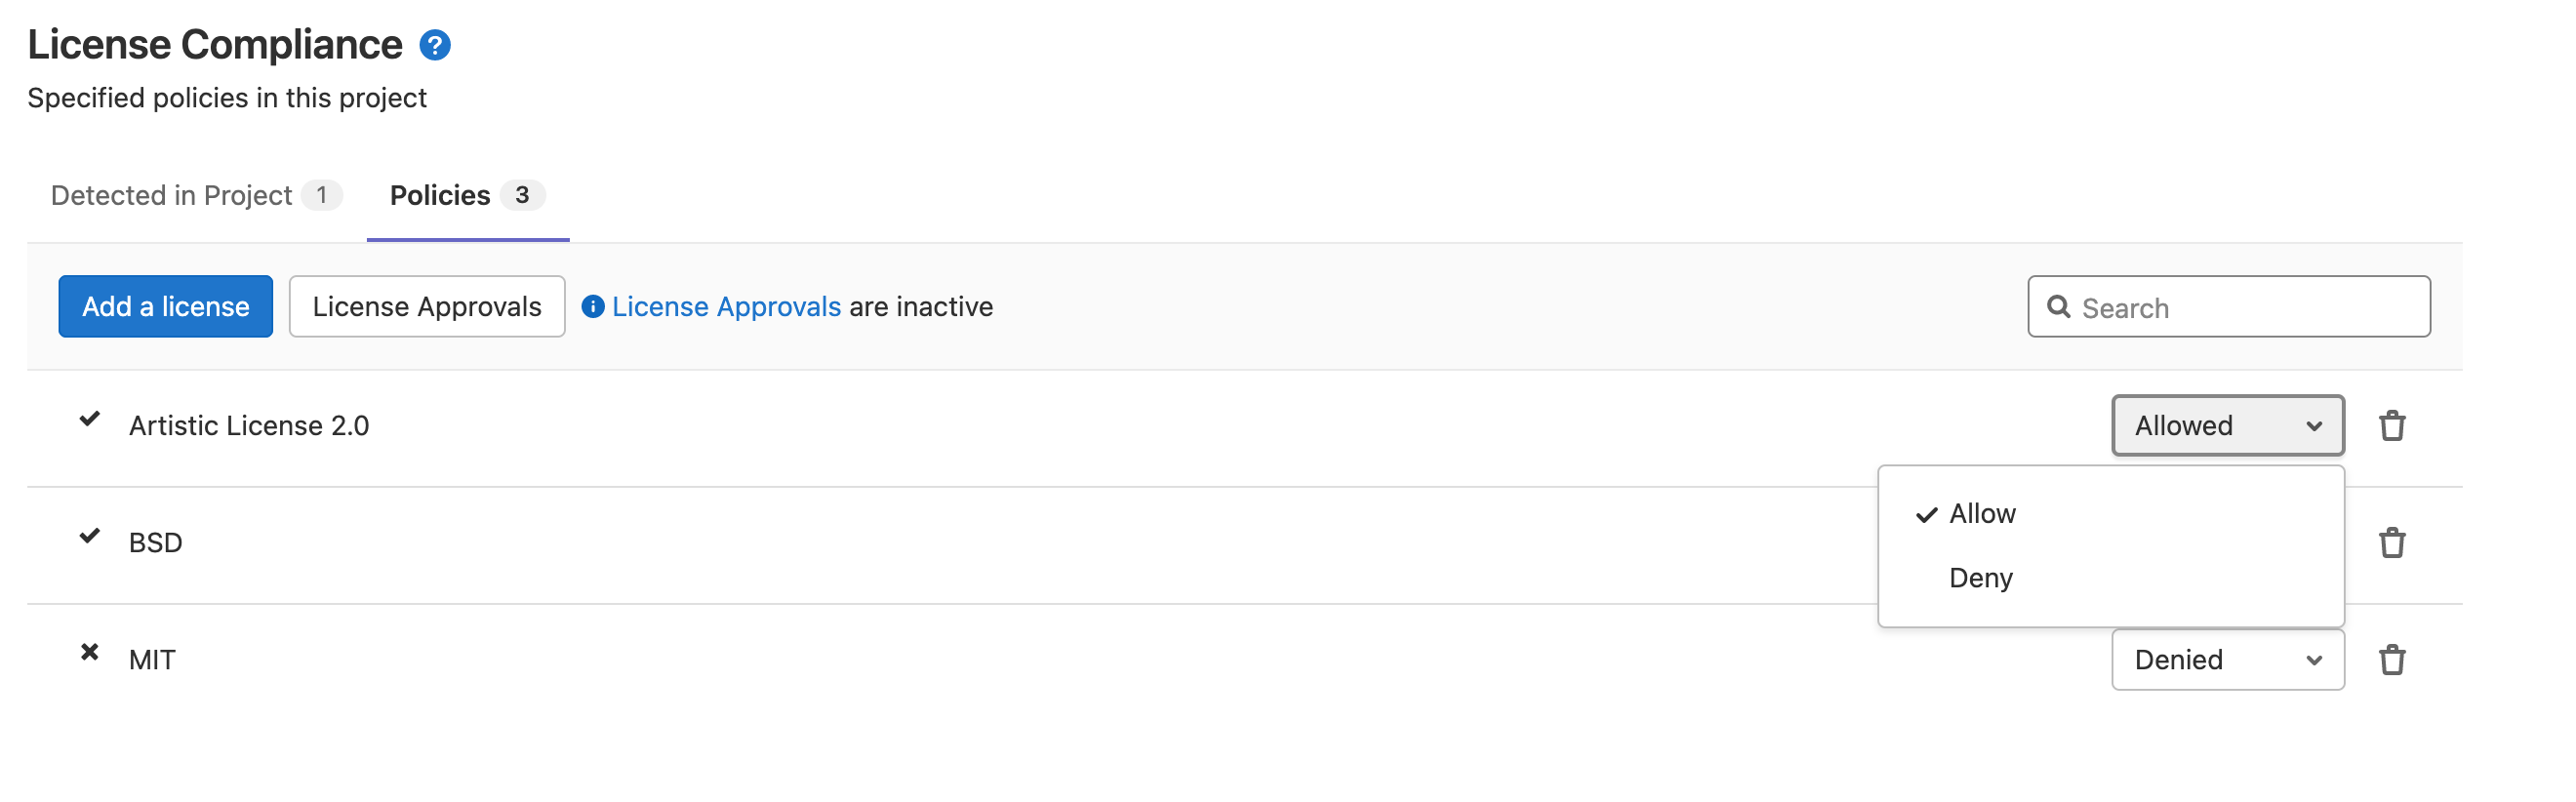 License Compliance ?
Specified policies in this project
Detected in Project 1 Policies 3
Add a license License Approvals License Approvals are inactive Search
Artistic License 2.0 Allowed
Allow
BSD
Deny
MIT Denied